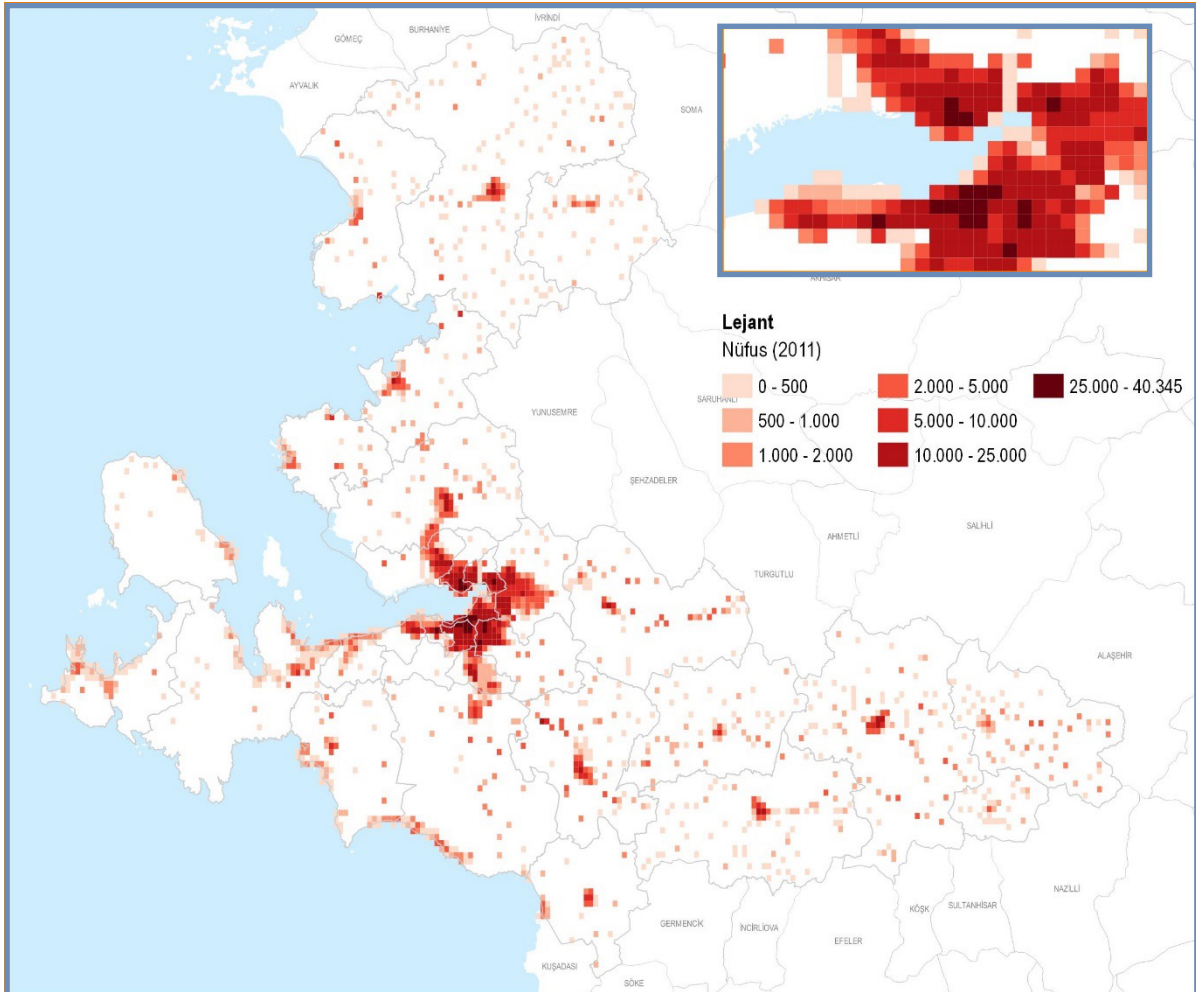 İVRİNDİ
BURHANİYE
GÖMEÇ
AYVALIK
SOMA
AKHİSAR
Lejant
Nüfus (2011)
0 - 500
2.000 - 5.000
25.000 - 40.345
500 - 1.000
5.000 - 10.000
1.000 - 2.000
10.000 - 25.000
SARUHANLI
YUNUSEMRE
ŞEHZADELER
SALİHLİ
AHMETLİ
TURGUTLU
ALAŞEHİR
NAZİLLİ
KÖŞK
SULTANHİSAR
GERMENCİK
İNCİRLİOVA
EFELER
KUŞADASI
SÖKE